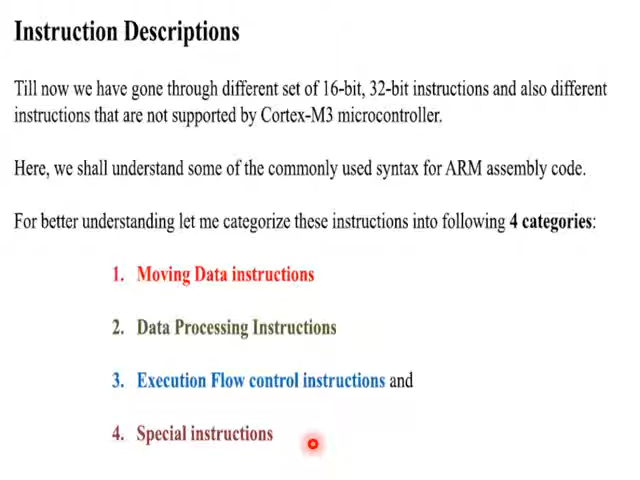 Instruction Descriptions
Till now we have gone through different set of 16-bit, 32-bit instructions and also different
instructions that are not supported by Cortex-M3 microcontroller.
Here, we shall understand some of the commonly used syntax for ARM assembly code.
For better understanding let me categorize these instructions into following 4 categories:
1. Moving Data instructions
2. Data Processing Instructions
3. Execution Flow control instructions and
4. Special instructions